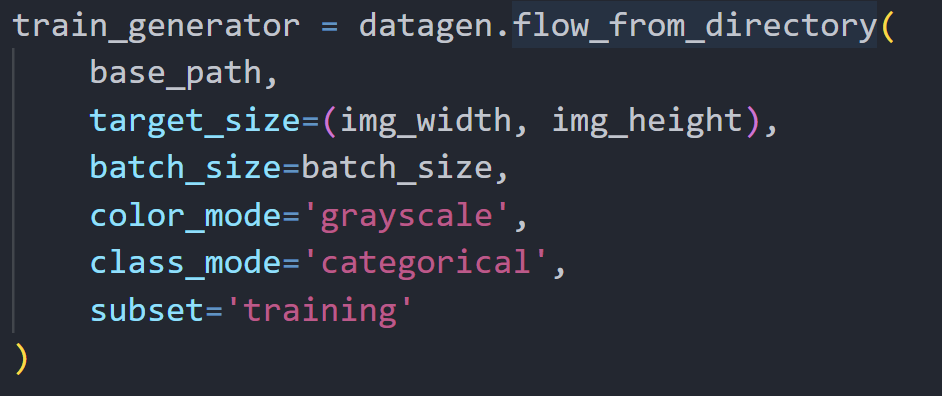 train_generator = datagen.flow_from_directory(
    base_path,
    target_size=(img_width, img_height),
    batch_size=batch_size,
    color_mode='grayscale',
    class_mode='categorical',
    subset='training'
)